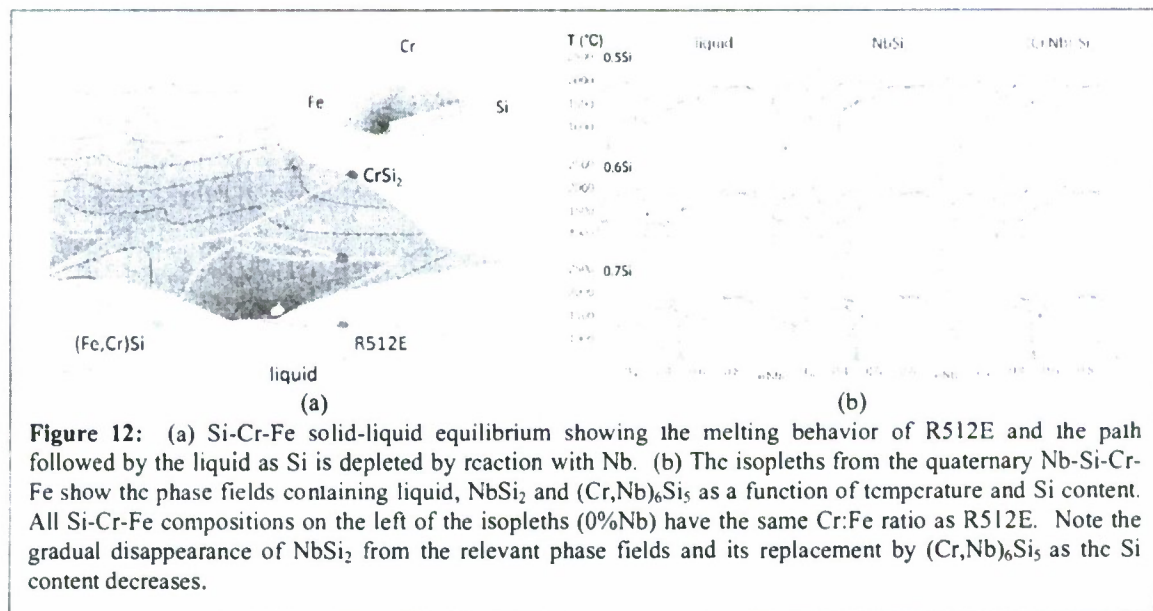 Cr
Fe
Si
CrSi₂
(Fe,Cr)Si
R512E
liquid
(a)
T (°C)
liquid
NbSi
0.5Si
0.6Si
0.7Si
(b)
Figure 12: (a) Si-Cr-Fe solid-liquid equilibrium showing the melting behavior of R512E and the path
followed by the liquid as Si is depleted by reaction with Nb. (b) The isopleths from the quaternary Nb-Si-Cr-
Fe show the phase fields containing liquid, NbSi₂ and (Cr,Nb)₆Si₅ as a function of temperature and Si content.
All Si-Cr-Fe compositions on the left of the isopleths (0%Nb) have the same Cr:Fe ratio as R512E. Note the
gradual disappearance of NbSi₂ from the relevant phase fields and its replacement by (Cr,Nb)₆Si₅ as the Si
content decreases.